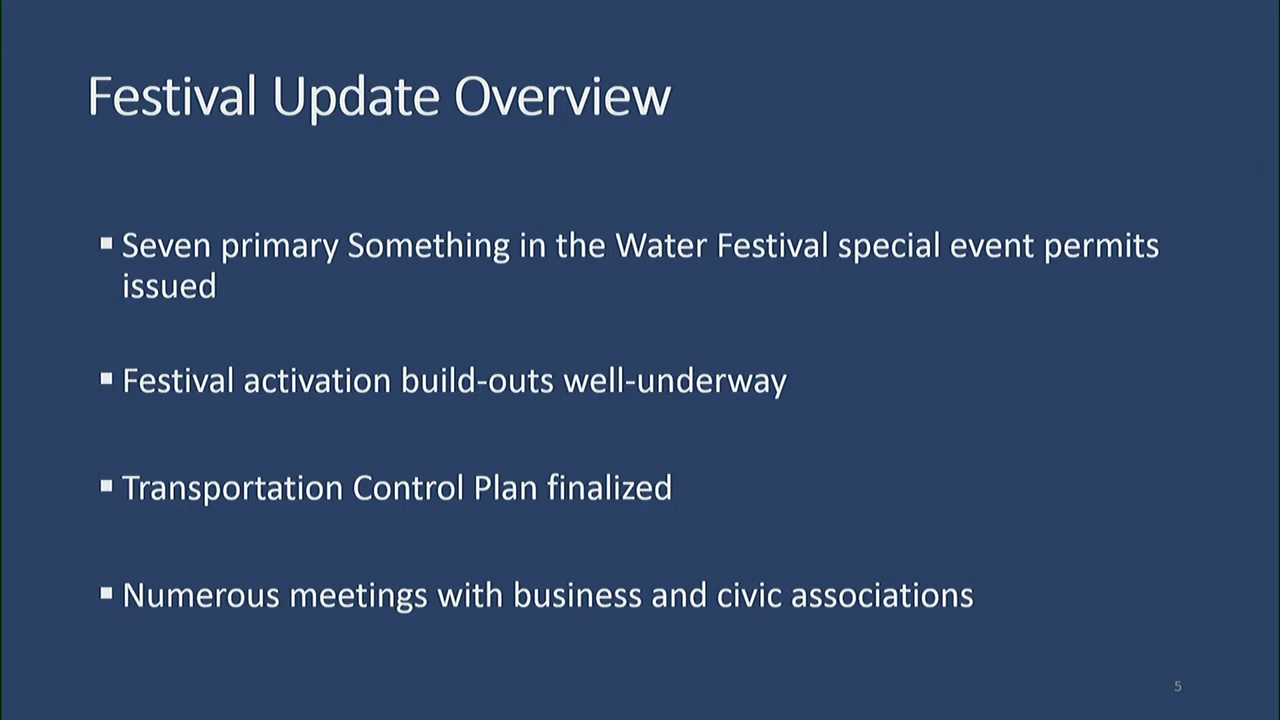 Festival Update Overview
▪ Seven primary Something in the Water Festival special event permits
issued
▪ Festival activation build-outs well-underway
▪ Transportation Control Plan finalized
▪ Numerous meetings with business and civic associations
5